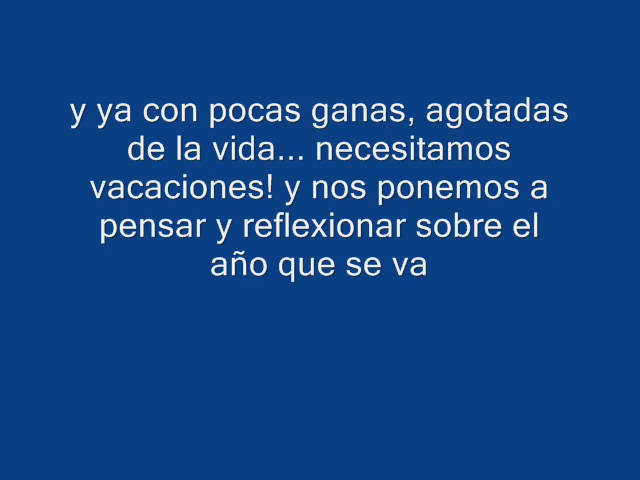 y ya con pocas ganas, agotadas
de la vida... necesitamos
vacaciones! y nos ponemos a
pensar y reflexionar sobre el
año que se va